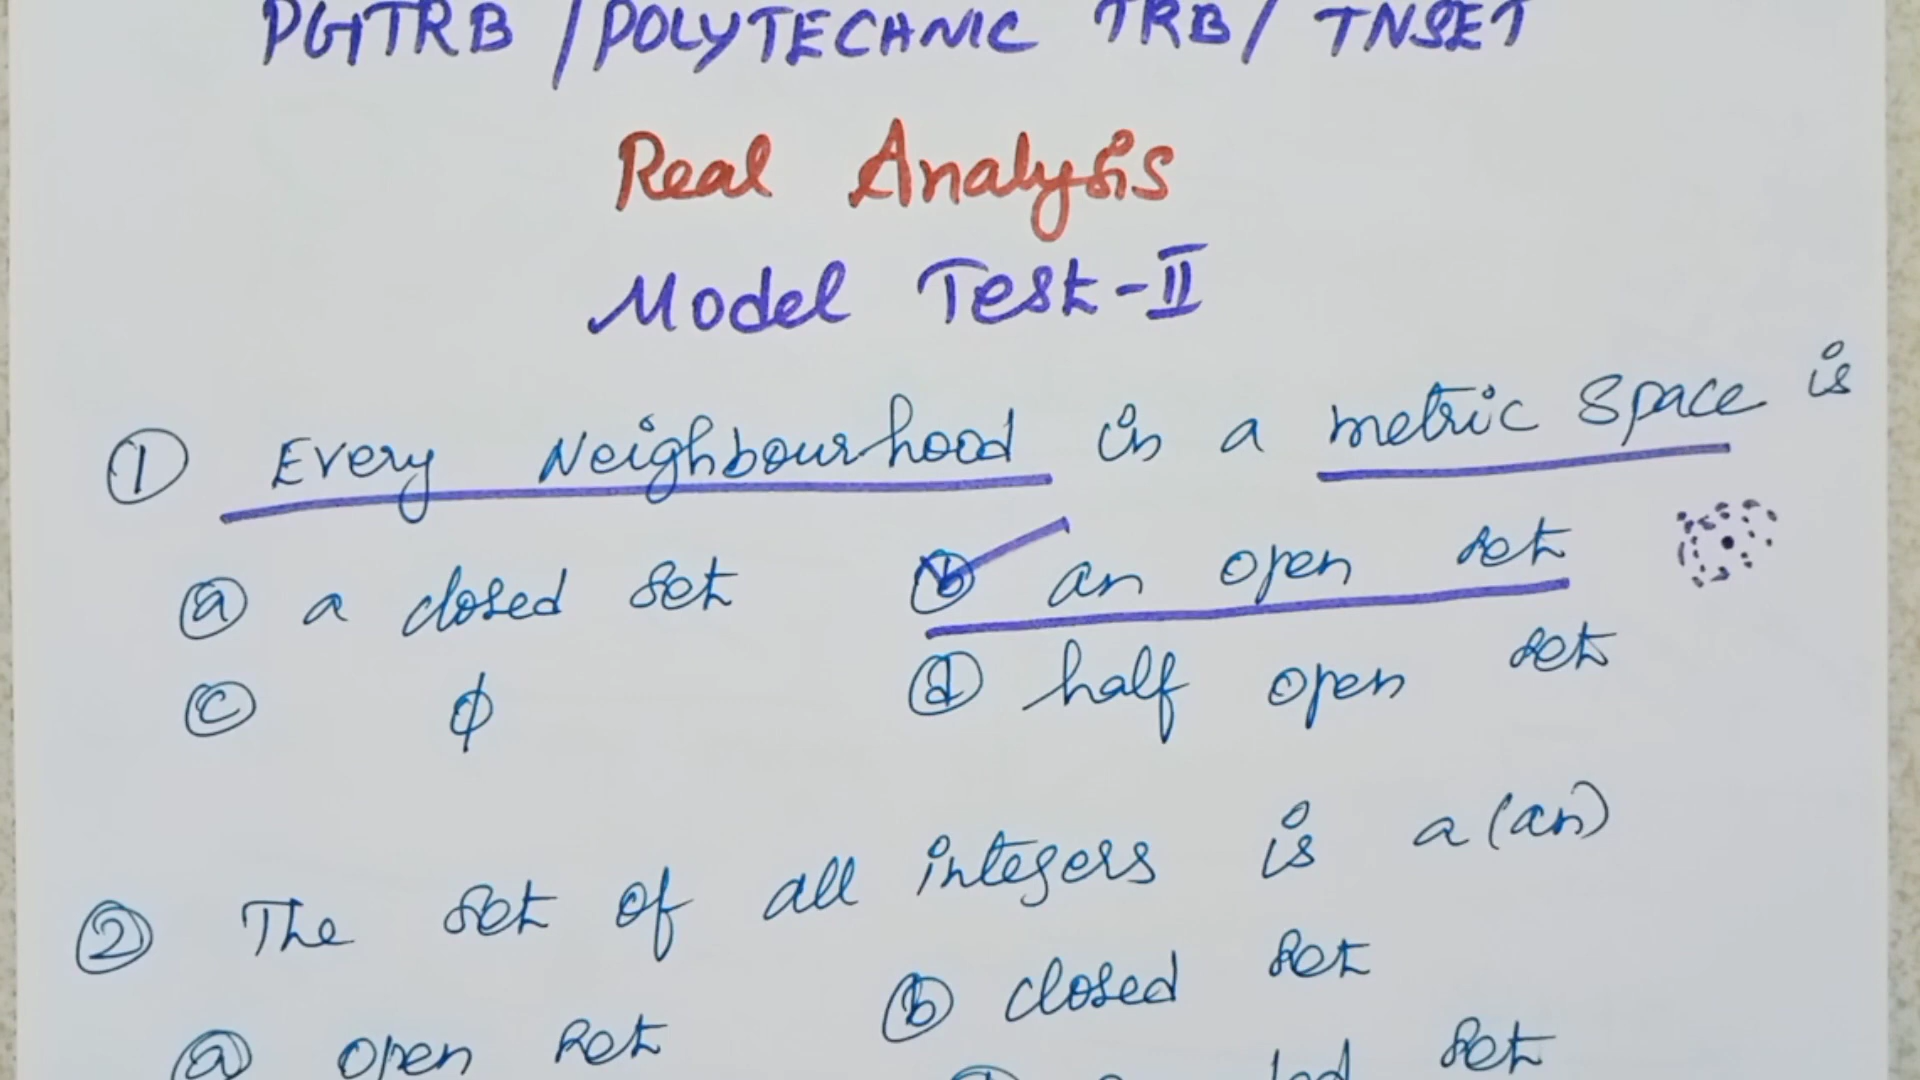 PGTRB / POLYTECHNIC TRB / TNSET
Real Analysis
Model Test-II
① Every Neighbourhood in a metric space is
ⓐ a closed set ⓑ an open set
ⓒ ϕ ⓓ half open set
② The set of all integers is a (an)
ⓐ open set ⓑ closed set
set